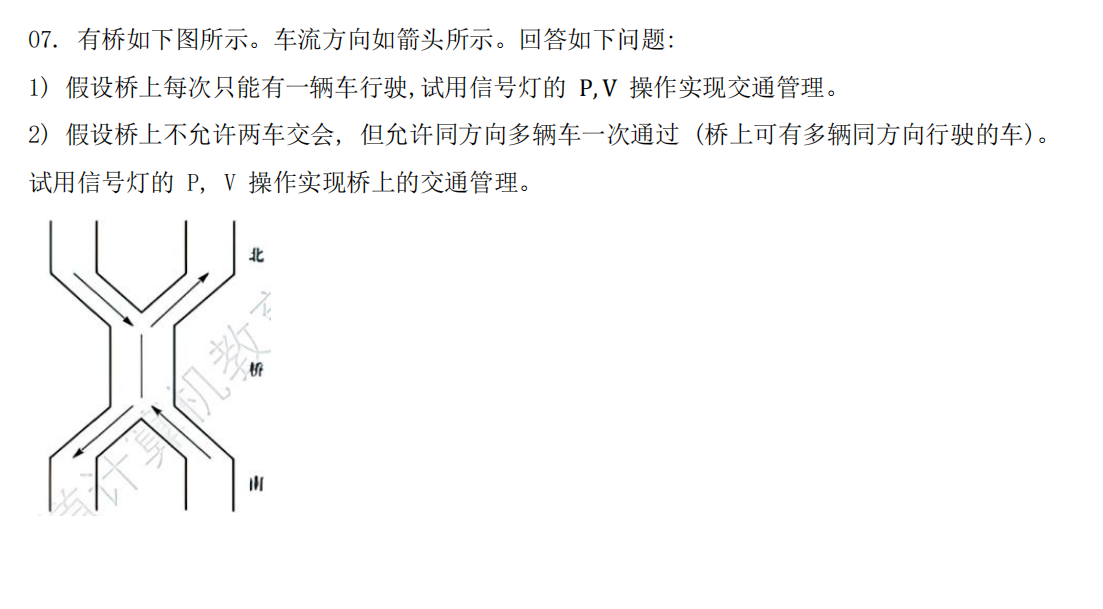 07. 有桥如下图所示。车流方向如箭头所示。回答如下问题:
1) 假设桥上每次只能有一辆车行驶,试用信号灯的 P,V 操作实现交通管理。
2) 假设桥上不允许两车交会, 但允许同方向多辆车一次通过 (桥上可有多辆同方向行驶的车)。
试用信号灯的 P, V 操作实现桥上的交通管理。
北
桥
南
道计算机教育